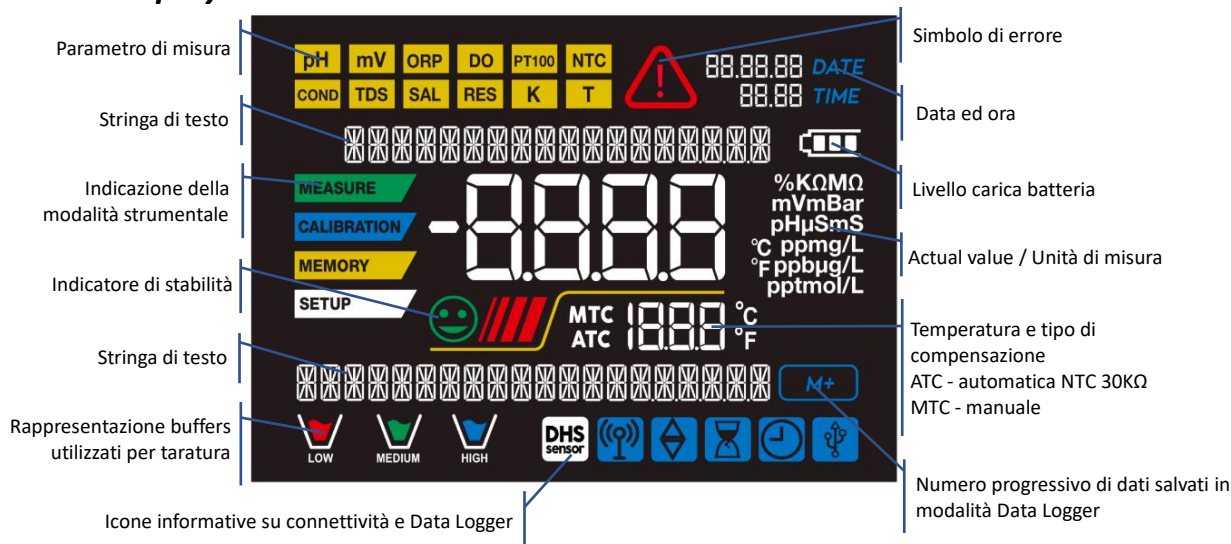 Parametro di misura
Stringa di testo
Indicazione della
modalità strumentale
Indicatore di stabilità
Stringa di testo
Rappresentazione buffers
utilizzati per taratura
pH mV ORP DO PT100 NTC
COND TDS SAL RES K T
88.88.88 DATE
88.88 TIME
MEASURE
CALIBRATION
MEMORY
SETUP
-8.8.8.8
%KΩMΩ
mVmBar
pHµSmS
°C ppmg/L
°F ppbµg/L
pptmol/L
MTC
ATC
188.8 °C
°F
M+
LOW MEDIUM HIGH
DHS
sensor
Simbolo di errore
Data ed ora
Livello carica batteria
Actual value / Unità di misura
Temperatura e tipo di
compensazione
ATC - automatica NTC 30KΩ
MTC - manuale
Numero progressivo di dati salvati in
modalità Data Logger
Icone informative su connettività e Data Logger